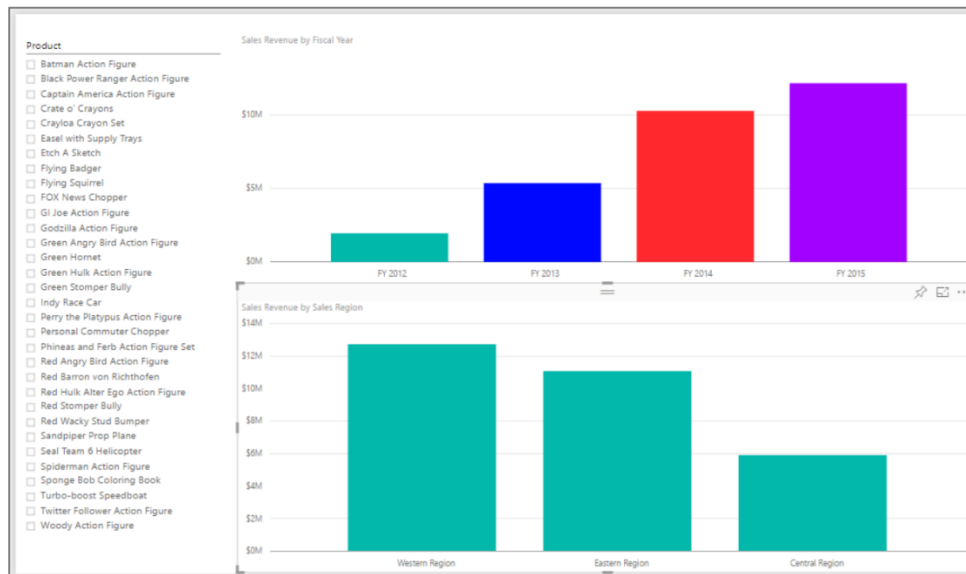 Product
Batman Action Figure
Black Power Ranger Action Figure
Captain America Action Figure
Crate o' Crayons
Crayloa Crayon Set
Easel with Supply Trays
Etch A Sketch
Flying Badger
Flying Squirrel
FOX News Chopper
GI Joe Action Figure
Godzilla Action Figure
Green Angry Bird Action Figure
Green Hornet
Green Hulk Action Figure
Green Stomper Bully
Indy Race Car
Perry the Platypus Action Figure
Personal Commuter Chopper
Phineas and Ferb Action Figure Set
Red Angry Bird Action Figure
Red Barron von Richthofen
Red Hulk Alter Ego Action Figure
Red Stomper Bully
Red Wacky Stud Bumper
Sandpiper Prop Plane
Seal Team 6 Helicopter
Spiderman Action Figure
Sponge Bob Coloring Book
Turbo-boost Speedboat
Twitter Follower Action Figure
Woody Action Figure
Sales Revenue by Fiscal Year
$10M
$5M
$0M
FY 2012 FY 2013 FY 2014 FY 2015
Sales Revenue by Sales Region
$14M
$12M
$10M
$8M
$6M
$4M
$2M
$0M
Western Region Eastern Region Central Region